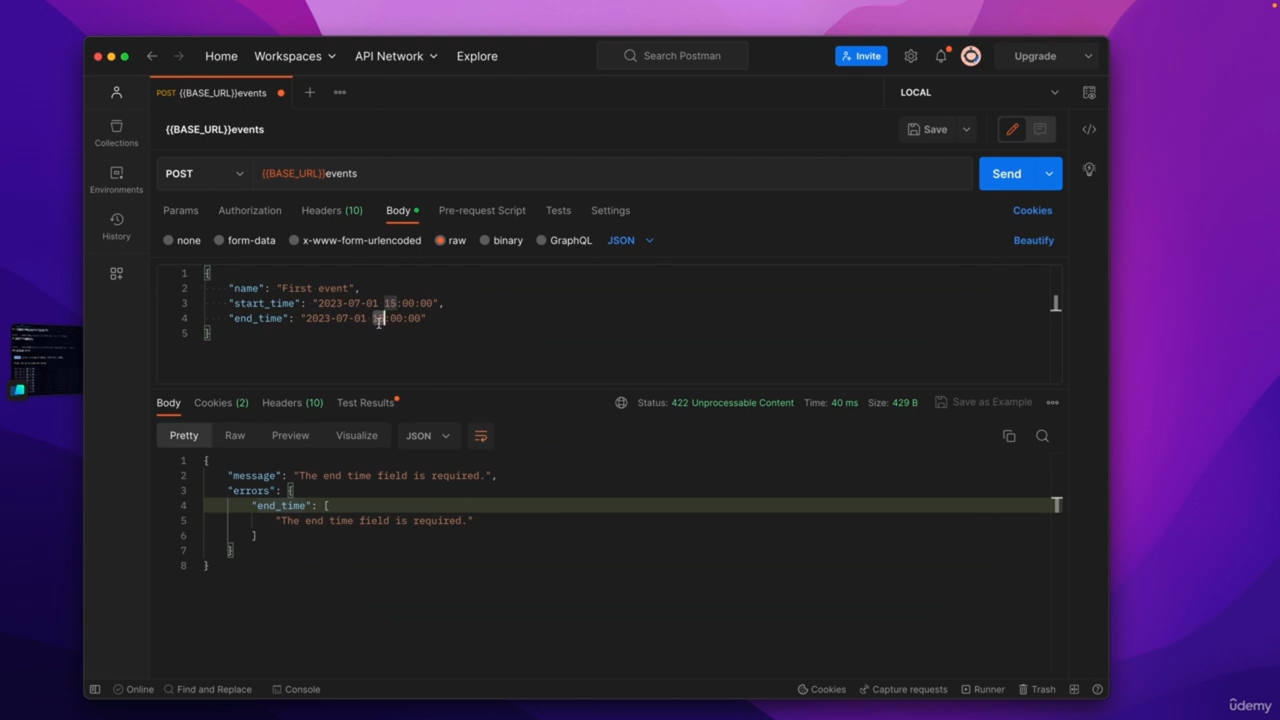 Home Workspaces API Network Explore Search Postman Invite Upgrade
POST {{BASE_URL}}events LOCAL
{{BASE_URL}}events Save
Collections
Environments
History
POST {{BASE_URL}}events Send
Params Authorization Headers (10) Body Pre-request Script Tests Settings Cookies
none form-data x-www-form-urlencoded raw binary GraphQL JSON Beautify
1 {
2 "name": "First event",
3 "start_time": "2023-07-01 15:00:00",
4 "end_time": "2023-07-01 :00:00"
5 }
Body Cookies (2) Headers (10) Test Results Status: 422 Unprocessable Content Time: 40 ms Size: 429 B Save as Example
Pretty Raw Preview Visualize JSON
1 {
2 "message": "The end time field is required.",
3 "errors": {
4 "end_time": [
5 "The end time field is required."
6 ]
7 }
8 }
Online Find and Replace Console Cookies Capture requests Runner Trash
ûdemy